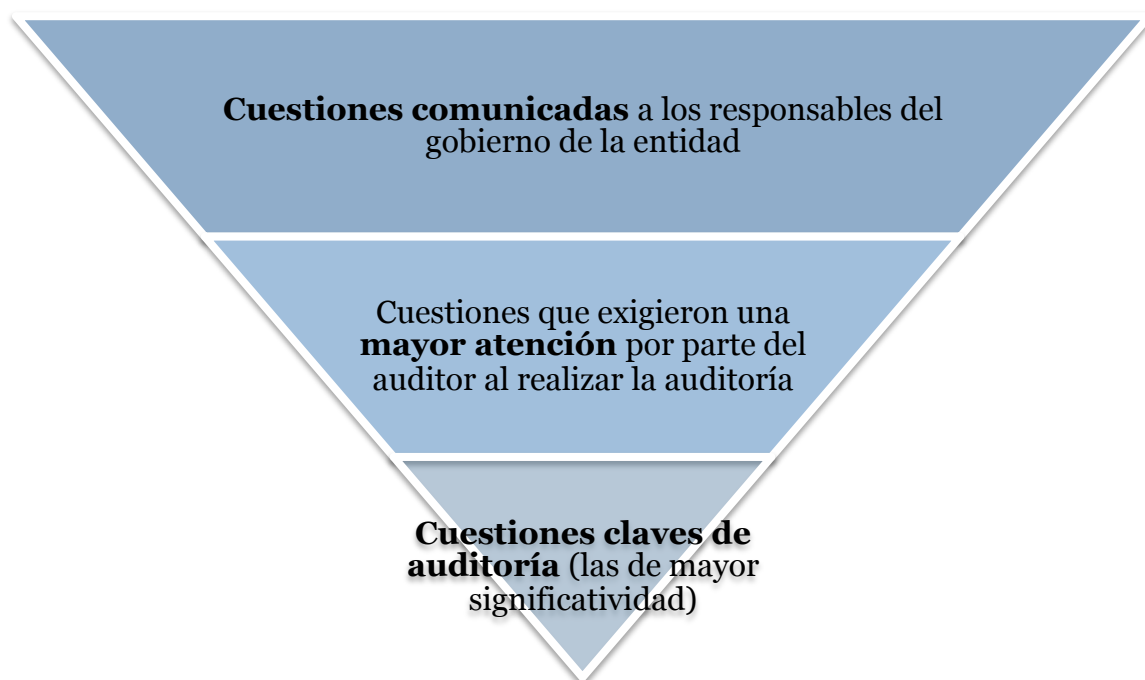 Cuestiones comunicadas a los responsables del
gobierno de la entidad
Cuestiones que exigieron una
mayor atención por parte del
auditor al realizar la auditoría
Cuestiones claves de
auditoría (las de mayor
significatividad)